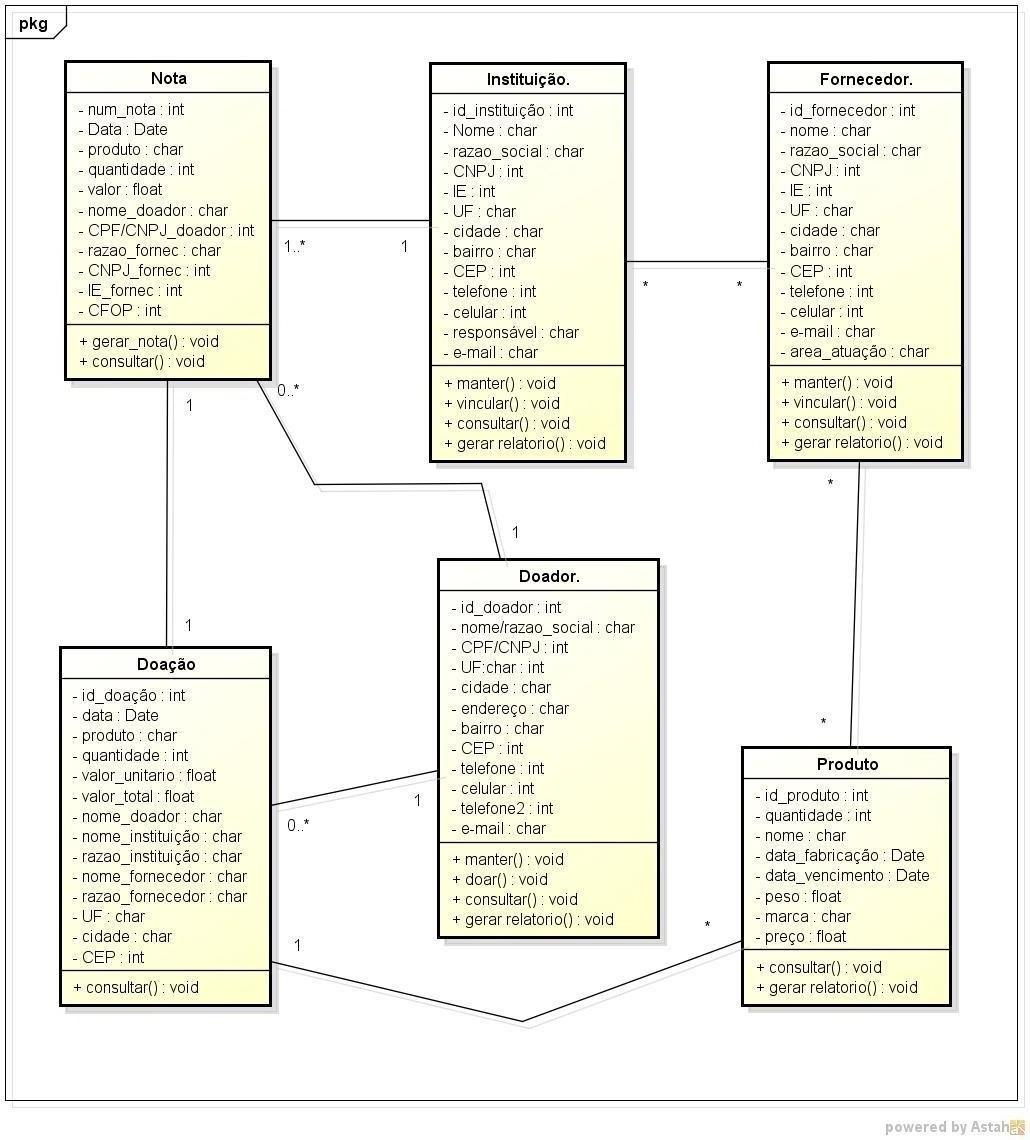 pkg
Nota
- num_nota : int
- Data : Date
- produto : char
- quantidade : int
- valor : float
- nome_doador : char
- CPF/CNPJ_doador : int
- razao_fornec : char
- CNPJ_fornec : int
- IE_fornec : int
- CFOP : int
+ gerar_nota() : void
+ consultar() : void
Instituição.
- id_instituição : int
- Nome : char
- razao_social : char
- CNPJ : int
- IE : int
- UF : char
- cidade : char
- bairro : char
- CEP : int
- telefone : int
- celular : int
- responsável : char
- e-mail : char
+ manter() : void
+ vincular() : void
+ consultar() : void
+ gerar relatorio() : void
Fornecedor.
- id_fornecedor : int
- nome : char
- razao_social : char
- CNPJ : int
- IE : int
- UF : char
- cidade : char
- bairro : char
- CEP : int
- telefone : int
- celular : int
- e-mail : char
- area_atuação : char
+ manter() : void
+ vincular() : void
+ consultar() : void
+ gerar relatorio() : void
1..*
1
*
*
1
0..*
*
1
1
*
Doação
- id_doação : int
- data : Date
- produto : char
- quantidade : int
- valor_unitario : float
- valor_total : float
- nome_doador : char
- nome_instituição : char
- razao_instituição : char
- nome_fornecedor : char
- razao_fornecedor : char
- UF : char
- cidade : char
- CEP : int
+ consultar() : void
Doador.
- id_doador : int
- nome/razao_social : char
- CPF/CNPJ : int
- UF:char : int
- cidade : char
- endereço : char
- bairro : char
- CEP : int
- telefone : int
- celular : int
- telefone2 : int
- e-mail : char
+ manter() : void
+ doar() : void
+ consultar() : void
+ gerar relatorio() : void
Produto
- id_produto : int
- quantidade : int
- nome : char
- data_fabricação : Date
- data_vencimento : Date
- peso : float
- marca : char
- preço : float
+ consultar() : void
+ gerar relatorio() : void
0..*
1
1
*
powered by Astah